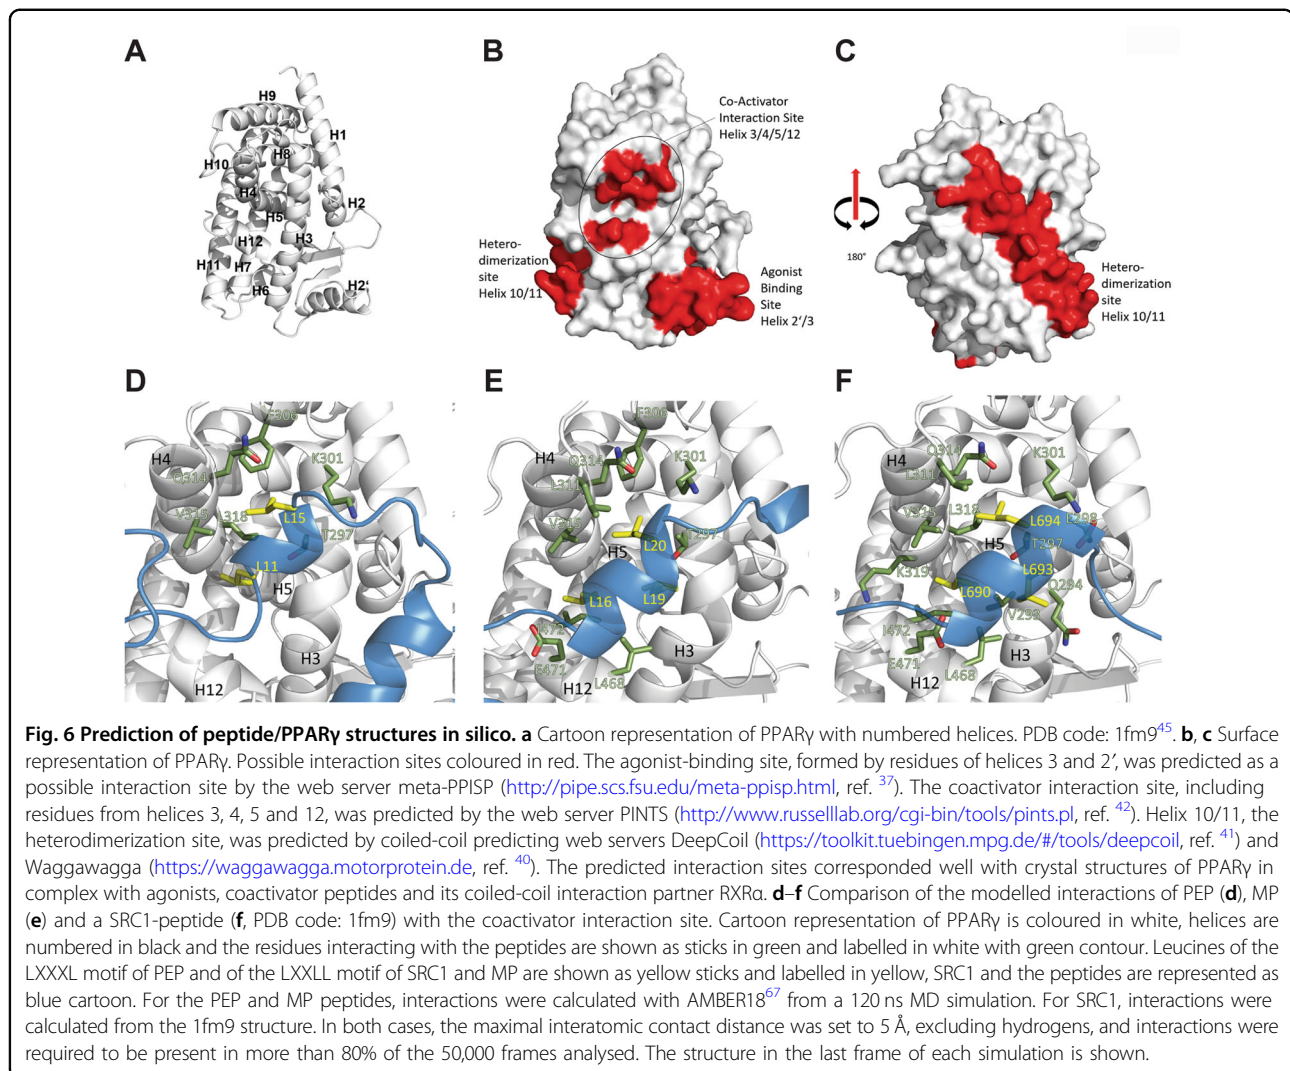 A
B
C
H9
H1
H8
H10
H4
H2
H5
H12
H3
H11
H7
H6
H2'
Co-Activator
Interaction Site
Helix 3/4/5/12
Hetero-
dimerization
site
Helix 10/11
Agonist
Binding
Site
Helix 2'/3
180°
Hetero-
dimerization
site
Helix 10/11
D
E
F
H4
Q314
K301
V315
L318
L15
T297
L11
H5
H3
H12
H4
Q314
K301
V315
T297
H5
L20
L16
L19
E471
H3
H12
L468
H4
Q314
K301
L311
V315
L318
L694
E298
H5
T297
K319
L693
L690
Q294
V293
I472
E471
H3
H12
L468
Fig. 6 Prediction of peptide/PPARγ structures in silico. a Cartoon representation of PPARγ with numbered helices. PDB code: 1fm9⁴⁵. b, c Surface
representation of PPARγ. Possible interaction sites coloured in red. The agonist-binding site, formed by residues of helices 3 and 2′, was predicted as a
possible interaction site by the web server meta-PPISP (http://pipe.scs.fsu.edu/meta-ppisp.html, ref. ³⁷). The coactivator interaction site, including
residues from helices 3, 4, 5 and 12, was predicted by the web server PINTS (http://www.russelllab.org/cgi-bin/tools/pints.pl, ref. ⁴²). Helix 10/11, the
heterodimerization site, was predicted by coiled-coil predicting web servers DeepCoil (https://toolkit.tuebingen.mpg.de/#/tools/deepcoil, ref. ⁴¹) and
Waggawagga (https://waggawagga.motorprotein.de, ref. ⁴⁰). The predicted interaction sites corresponded well with crystal structures of PPARγ in
complex with agonists, coactivator peptides and its coiled-coil interaction partner RXRα. d–f Comparison of the modelled interactions of PEP (d), MP
(e) and a SRC1-peptide (f, PDB code: 1fm9) with the coactivator interaction site. Cartoon representation of PPARγ is coloured in white, helices are
numbered in black and the residues interacting with the peptides are shown as sticks in green and labelled in white with green contour. Leucines of the
LXXXL motif of PEP and of the LXXLL motif of SRC1 and MP are shown as yellow sticks and labelled in yellow, SRC1 and the peptides are represented as
blue cartoon. For the PEP and MP peptides, interactions were calculated with AMBER18⁶⁷ from a 120 ns MD simulation. For SRC1, interactions were
calculated from the 1fm9 structure. In both cases, the maximal interatomic contact distance was set to 5 Å, excluding hydrogens, and interactions were
required to be present in more than 80% of the 50,000 frames analysed. The structure in the last frame of each simulation is shown.